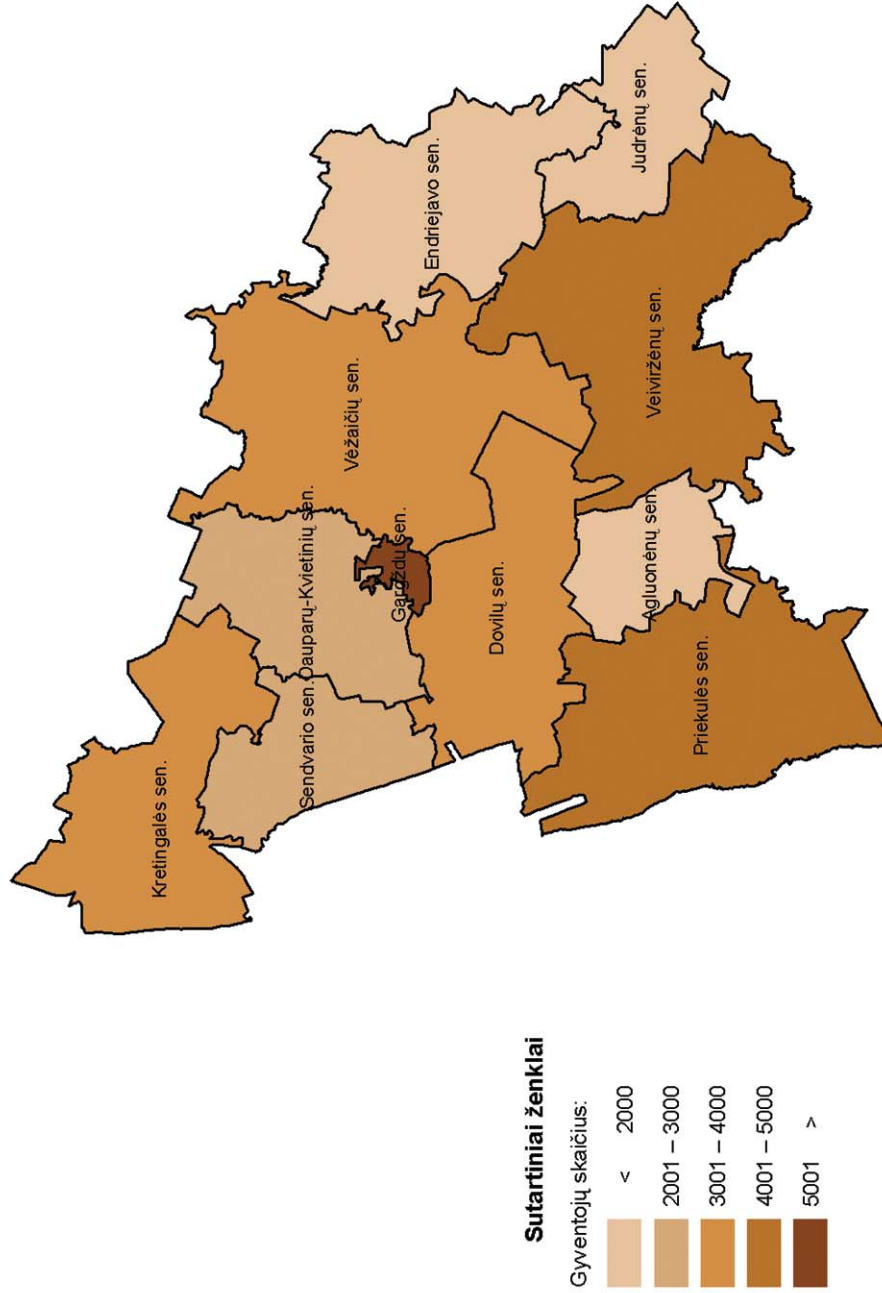 Kretingalės sen.
Sendvario sen.
Dauparų-Kvietinių sen.
Vėžaičių sen.
Endriejavo sen.
Gargždų sen.
Dovilų sen.
Judrėnų sen.
Veiviržėnų sen.
Agluonėnų sen.
Priekulės sen.
Sutartiniai ženklai
Gyventojų skaičius:
< 2000
2001 – 3000
3001 – 4000
4001 – 5000
5001 >